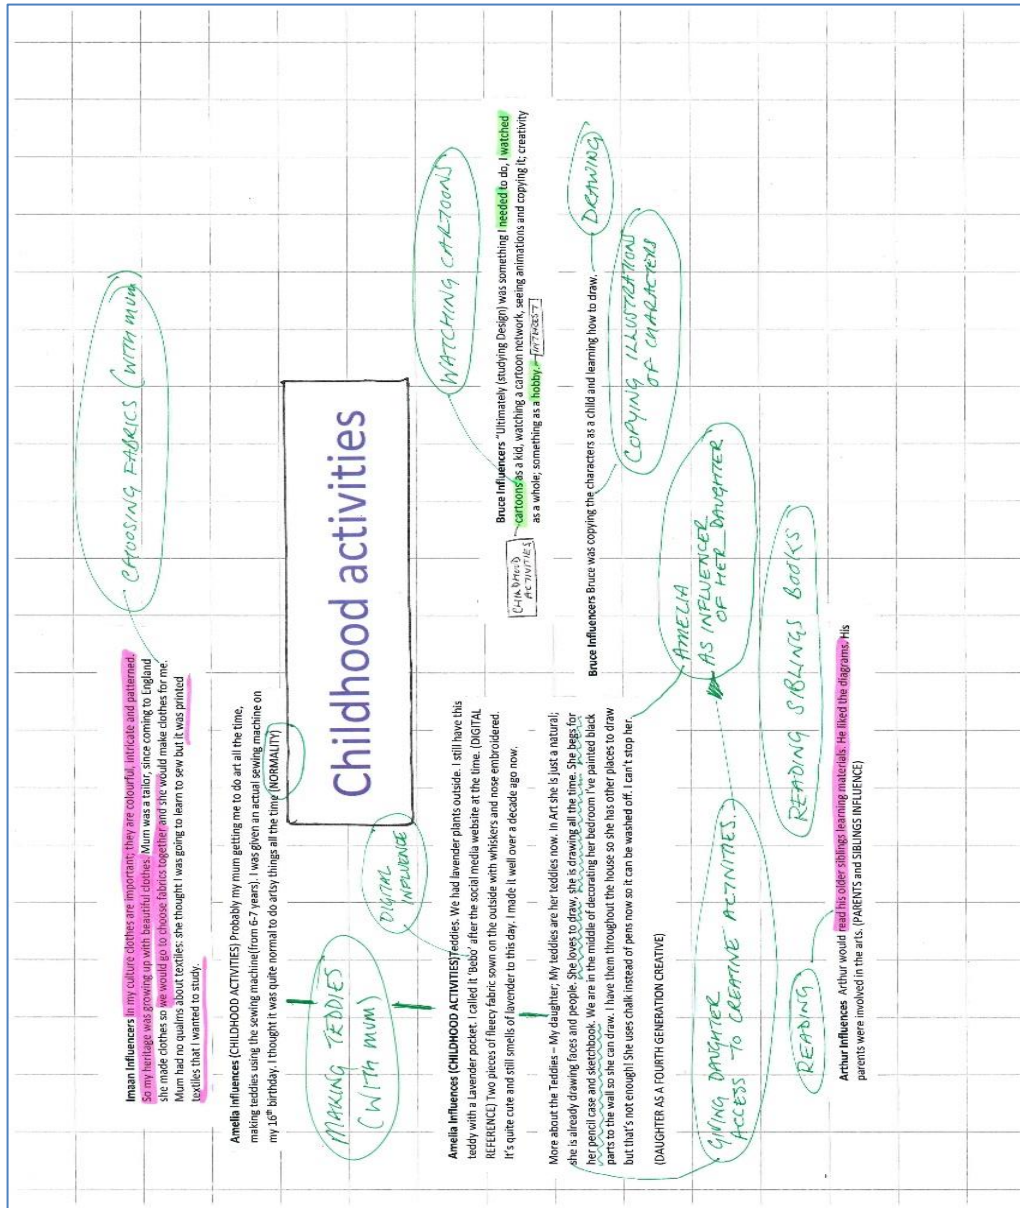 Childhood activities
Imaan Influencers In my culture clothes are important; they are colourful, intricate and patterned.
So my heritage was growing up with beautiful clothes. Mum was a tailor, since coming to England
she made clothes so we would go to choose fabrics together and she would make clothes for me.
Mum had no qualms about textiles: she thought I was going to learn to sew but it was printed
textiles that I wanted to study.
CHOOSING FABRICS (WITH MUM)
Amelia Influences (CHILDHOOD ACTIVITIES) Probably my mum getting me to do art all the time,
making teddies using the sewing machine(from 6-7 years). I was given an actual sewing machine on
my 16th birthday. I thought it was quite normal to do artsy things all the time (NORMALITY)
MAKING TEDDIES
(WITH MUM)
DIGITAL
INFLUENCE
Amelia Influences (CHILDHOOD ACTIVITIES)Teddies. We had lavender plants outside. I still have this
teddy with a Lavender pocket. I called it 'Bebo' after the social media website at the time. (DIGITAL
REFERENCE) Two pieces of fleecy fabric sown on the outside with whiskers and nose embroidered.
It's quite cute and still smells of lavender to this day. I made it well over a decade ago now.
More about the Teddies – My daughter; My teddies are her teddies now. In Art she is just a natural;
she is already drawing faces and people. She loves to draw, she is drawing all the time. She begs for
her pencil case and sketchbook. We are in the middle of decorating her bedroom I've painted black
parts to the wall so she can draw. I have them throughout the house so she has other places to draw
but that's not enough! She uses chalk instead of pens now so it can be washed off. I can't stop her.
(DAUGHTER AS A FOURTH GENERATION CREATIVE)
GIVING DAUGHTER
ACCESS TO CREATIVE ACTIVITIES.
AMELIA
AS INFLUENCER
OF HER DAUGHTER
WATCHING CARTOONS
Bruce Influencers "Ultimately (studying Design) was something I needed to do, I watched
cartoons as a kid, watching a cartoon network, seeing animations and copying it; creativity
as a whole; something as a hobby.
INTEREST
CHILDHOOD
ACTIVITIES
Bruce Influencers Bruce was copying the characters as a child and learning how to draw.
DRAWING
COPYING ILLUSTRATIONS
OF CHARACTERS
READING
READING SIBLINGS BOOKS
Arthur Influences Arthur would read his older siblings learning materials. He liked the diagrams. His
parents were involved in the arts. (PARENTS and SIBLINGS INFLUENCE)